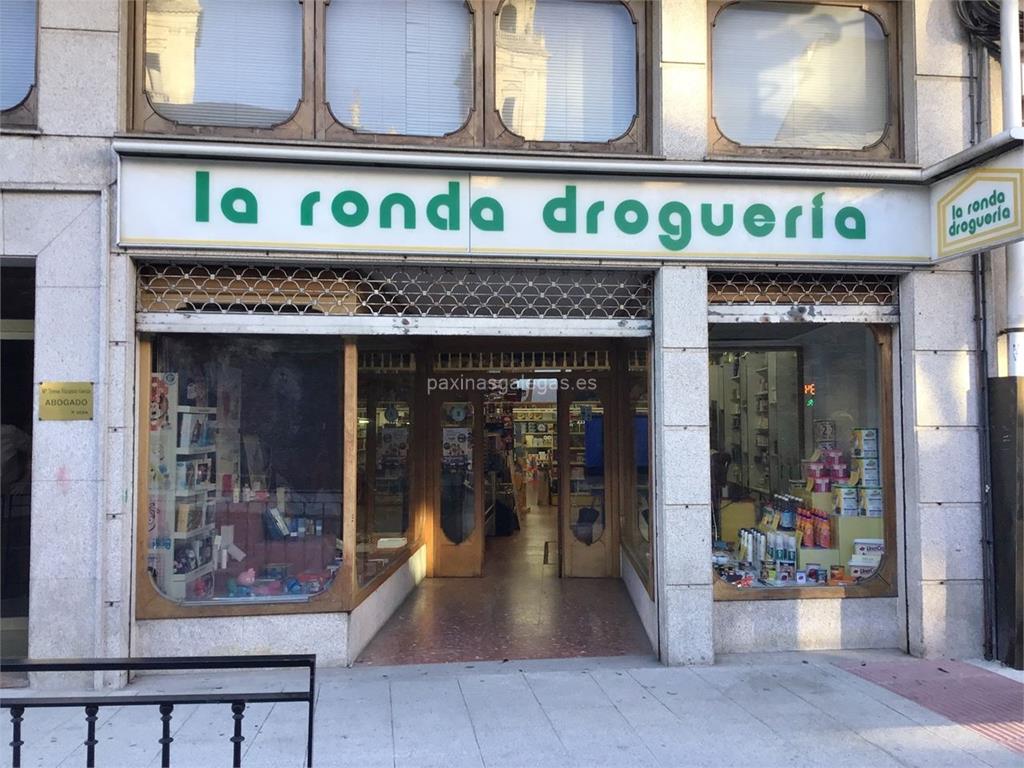 la ronda droguería
la ronda
droguería
paxinasgalegas.es
ABOGADO